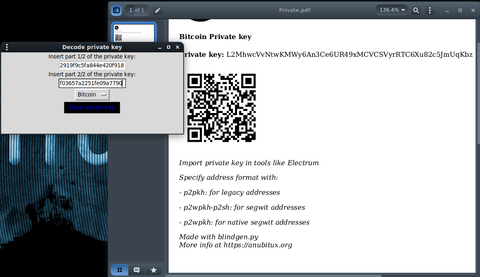 Private.pdf
1 of 1
136.4%
Decode private key
Insert part 1/2 of the private key:
2919f9c5fa844e420f918
Insert part 2/2 of the private key:
f03657a2251fe09a7790
Bitcoin
Bitcoin Private key
Private key: L2MhwcVvNtwKMWy6An3Ce6UR49xMCVCSVyrRTC6Xu82c5JmUqKbz
Import private key in tools like Electrum
Specify address format with:
- p2pkh: for legacy addresses
- p2wpkh-p2sh: for segwit addresses
- p2wpkh: for native segwit addresses
Made with blindgen.py
More info at https://anubitux.org